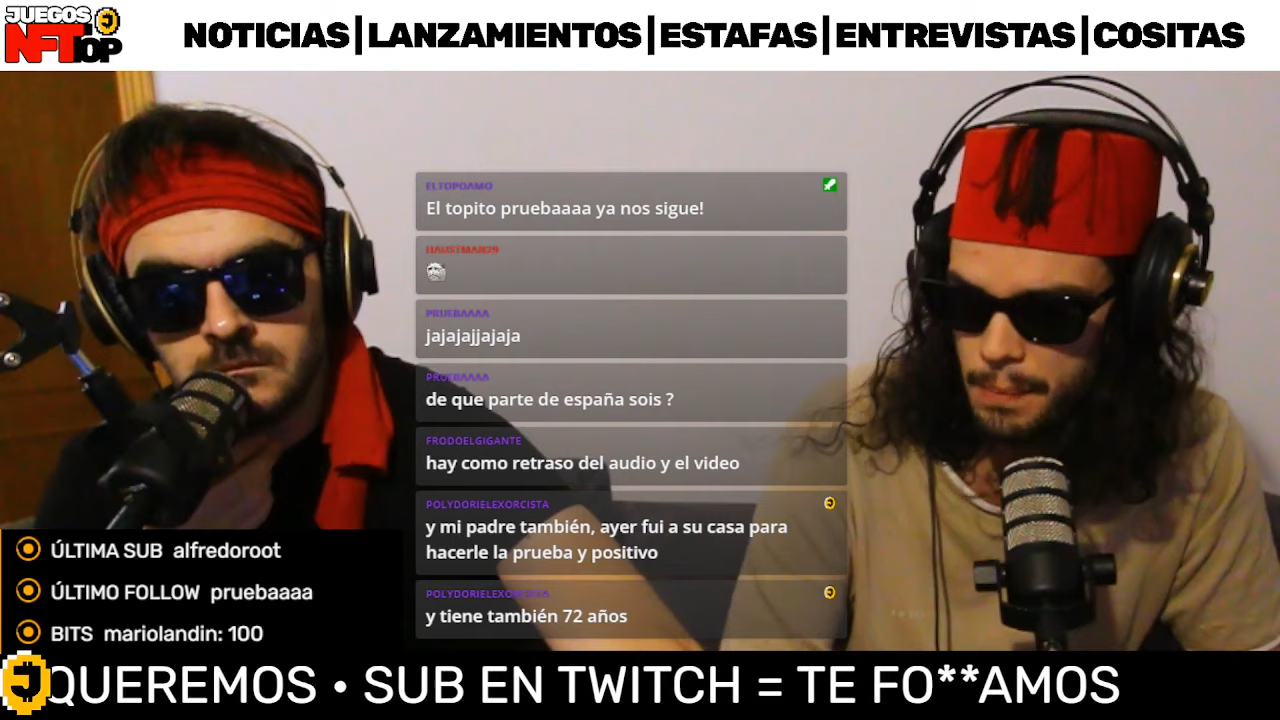 JUEGOS
NFT TOP
NOTICIAS|LANZAMIENTOS|ESTAFAS|ENTREVISTAS|COSITAS
ELTOPOAMO
El topito pruebaaaa ya nos sigue!
HAUSTMAN29
PRUEBAAAA
jajajajjajaja
PRUEBAAAA
de que parte de españa sois ?
FRODOELGIGANTE
hay como retraso del audio y el video
POLYDORIELEXORCISTA
y mi padre también, ayer fui a su casa para
hacerle la prueba y positivo
POLYDORIELEXORCISTA
y tiene también 72 años
ÚLTIMA SUB alfredoroot
ÚLTIMO FOLLOW pruebaaaa
BITS mariolandin: 100
QUEREMOS • SUB EN TWITCH = TE FO**AMOS